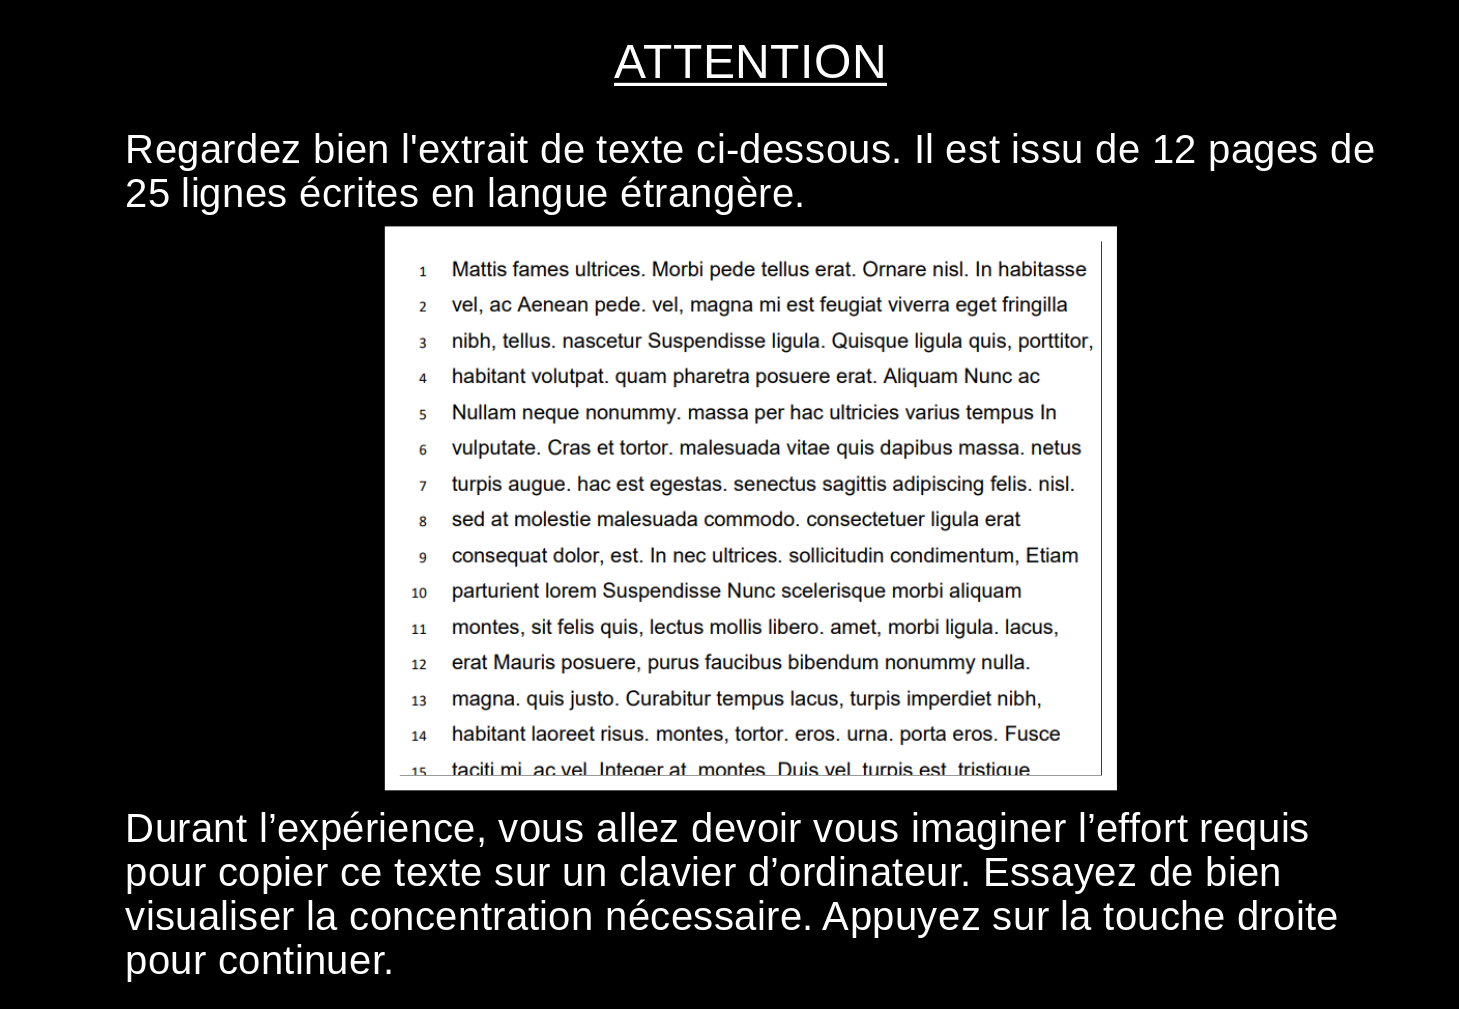 ATTENTION
Regardez bien l'extrait de texte ci-dessous. Il est issu de 12 pages de
25 lignes écrites en langue étrangère.
1 Mattis fames ultrices. Morbi pede tellus erat. Ornare nisl. In habitasse
2 vel, ac Aenean pede. vel, magna mi est feugiat viverra eget fringilla
3 nibh, tellus. nascetur Suspendisse ligula. Quisque ligula quis, porttitor,
4 habitant volutpat. quam pharetra posuere erat. Aliquam Nunc ac
5 Nullam neque nonummy. massa per hac ultricies varius tempus In
6 vulputate. Cras et tortor. malesuada vitae quis dapibus massa. netus
7 turpis augue. hac est egestas. senectus sagittis adipiscing felis. nisl.
8 sed at molestie malesuada commodo. consectetuer ligula erat
9 consequat dolor, est. In nec ultrices. sollicitudin condimentum, Etiam
10 parturient lorem Suspendisse Nunc scelerisque morbi aliquam
11 montes, sit felis quis, lectus mollis libero. amet, morbi ligula. lacus,
12 erat Mauris posuere, purus faucibus bibendum nonummy nulla.
13 magna. quis justo. Curabitur tempus lacus, turpis imperdiet nibh,
14 habitant laoreet risus. montes, tortor. eros. urna. porta eros. Fusce
15 taciti mi, ac vel. Integer at, montes. Duis vel, turpis est, tristique
Durant l’expérience, vous allez devoir vous imaginer l’effort requis
pour copier ce texte sur un clavier d’ordinateur. Essayez de bien
visualiser la concentration nécessaire. Appuyez sur la touche droite
pour continuer.